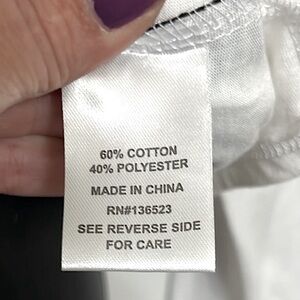 60% COTTON
40% POLYESTER
MADE IN CHINA
RN#136523
SEE REVERSE SIDE
FOR CARE